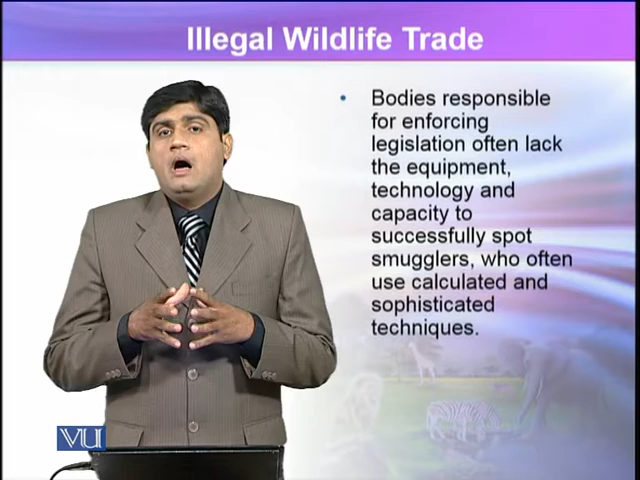 Illegal Wildlife Trade
• Bodies responsible
for enforcing
legislation often lack
the equipment,
technology and
capacity to
successfully spot
smugglers, who often
use calculated and
sophisticated
techniques.
VU